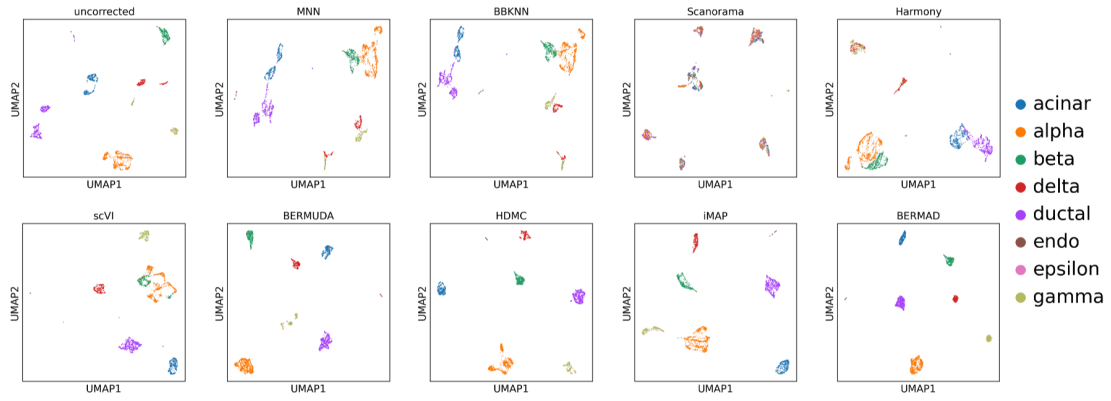 uncorrected
MNN
BBKNN
Scanorama
Harmony
UMAP2
UMAP2
UMAP2
UMAP2
UMAP2
UMAP1
UMAP1
UMAP1
UMAP1
UMAP1
scVI
BERMUDA
HDMC
iMAP
BERMAD
UMAP2
UMAP2
UMAP2
UMAP2
UMAP2
UMAP1
UMAP1
UMAP1
UMAP1
UMAP1
acinar
alpha
beta
delta
ductal
endo
epsilon
gamma